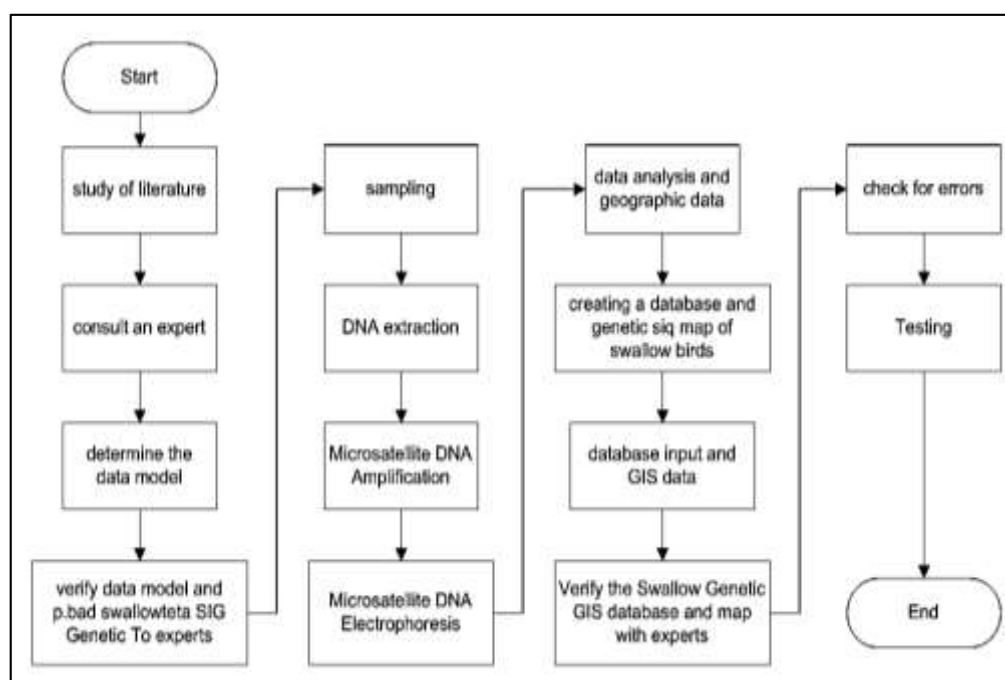 Start
study of literature
consult an expert
determine the
data model
verify data model and
p.bad swallowteta SIG
Genetic To experts
sampling
DNA extraction
Microsatellite DNA
Amplification
Microsatellite DNA
Electrophoresis
data analysis and
geographic data
creating a database and
genetic siq map of
swallow birds
database input and
GIS data
Verify the Swallow Genetic
GIS database and map
with experts
check for errors
Testing
End